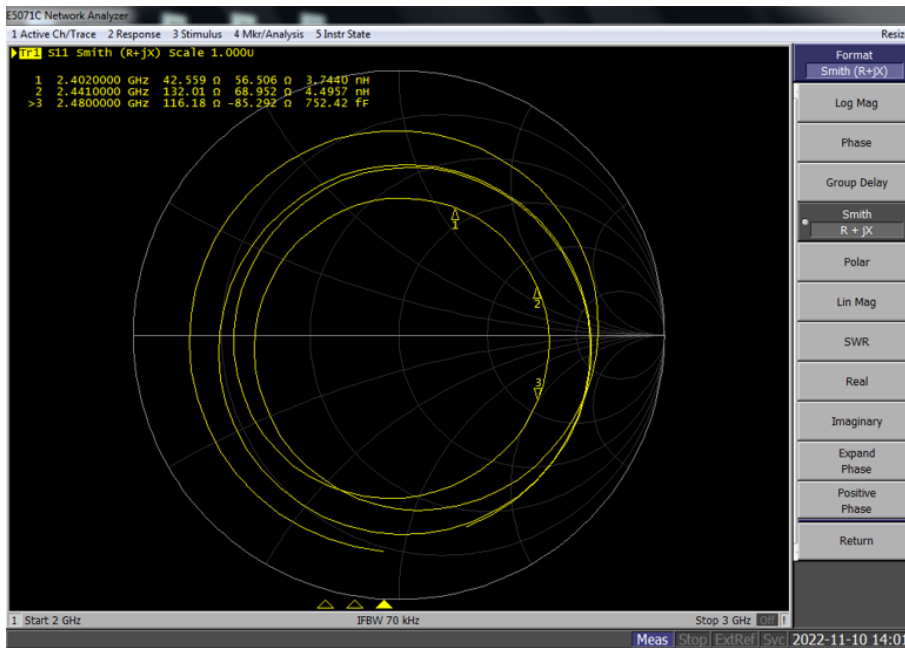 E5071C Network Analyzer
1 Active Ch/Trace 2 Response 3 Stimulus 4 Mkr/Analysis 5 Instr State
Resize
Tr1 S11 Smith (R+jX) Scale 1.000U
1 2.4020000 GHz 42.559 Ω 56.506 Ω 3.7440 nH
2 2.4410000 GHz 132.01 Ω 68.952 Ω 4.4957 nH
>3 2.4800000 GHz 116.18 Ω -85.292 Ω 752.42 fF
1
2
3
Format
Smith (R+jX)
Log Mag
Phase
Group Delay
Smith
R + jX
Polar
Lin Mag
SWR
Real
Imaginary
Expand
Phase
Positive
Phase
Return
1 Start 2 GHz IFBW 70 kHz Stop 3 GHz Off !
Meas Stop ExtRef Svc 2022-11-10 14:01